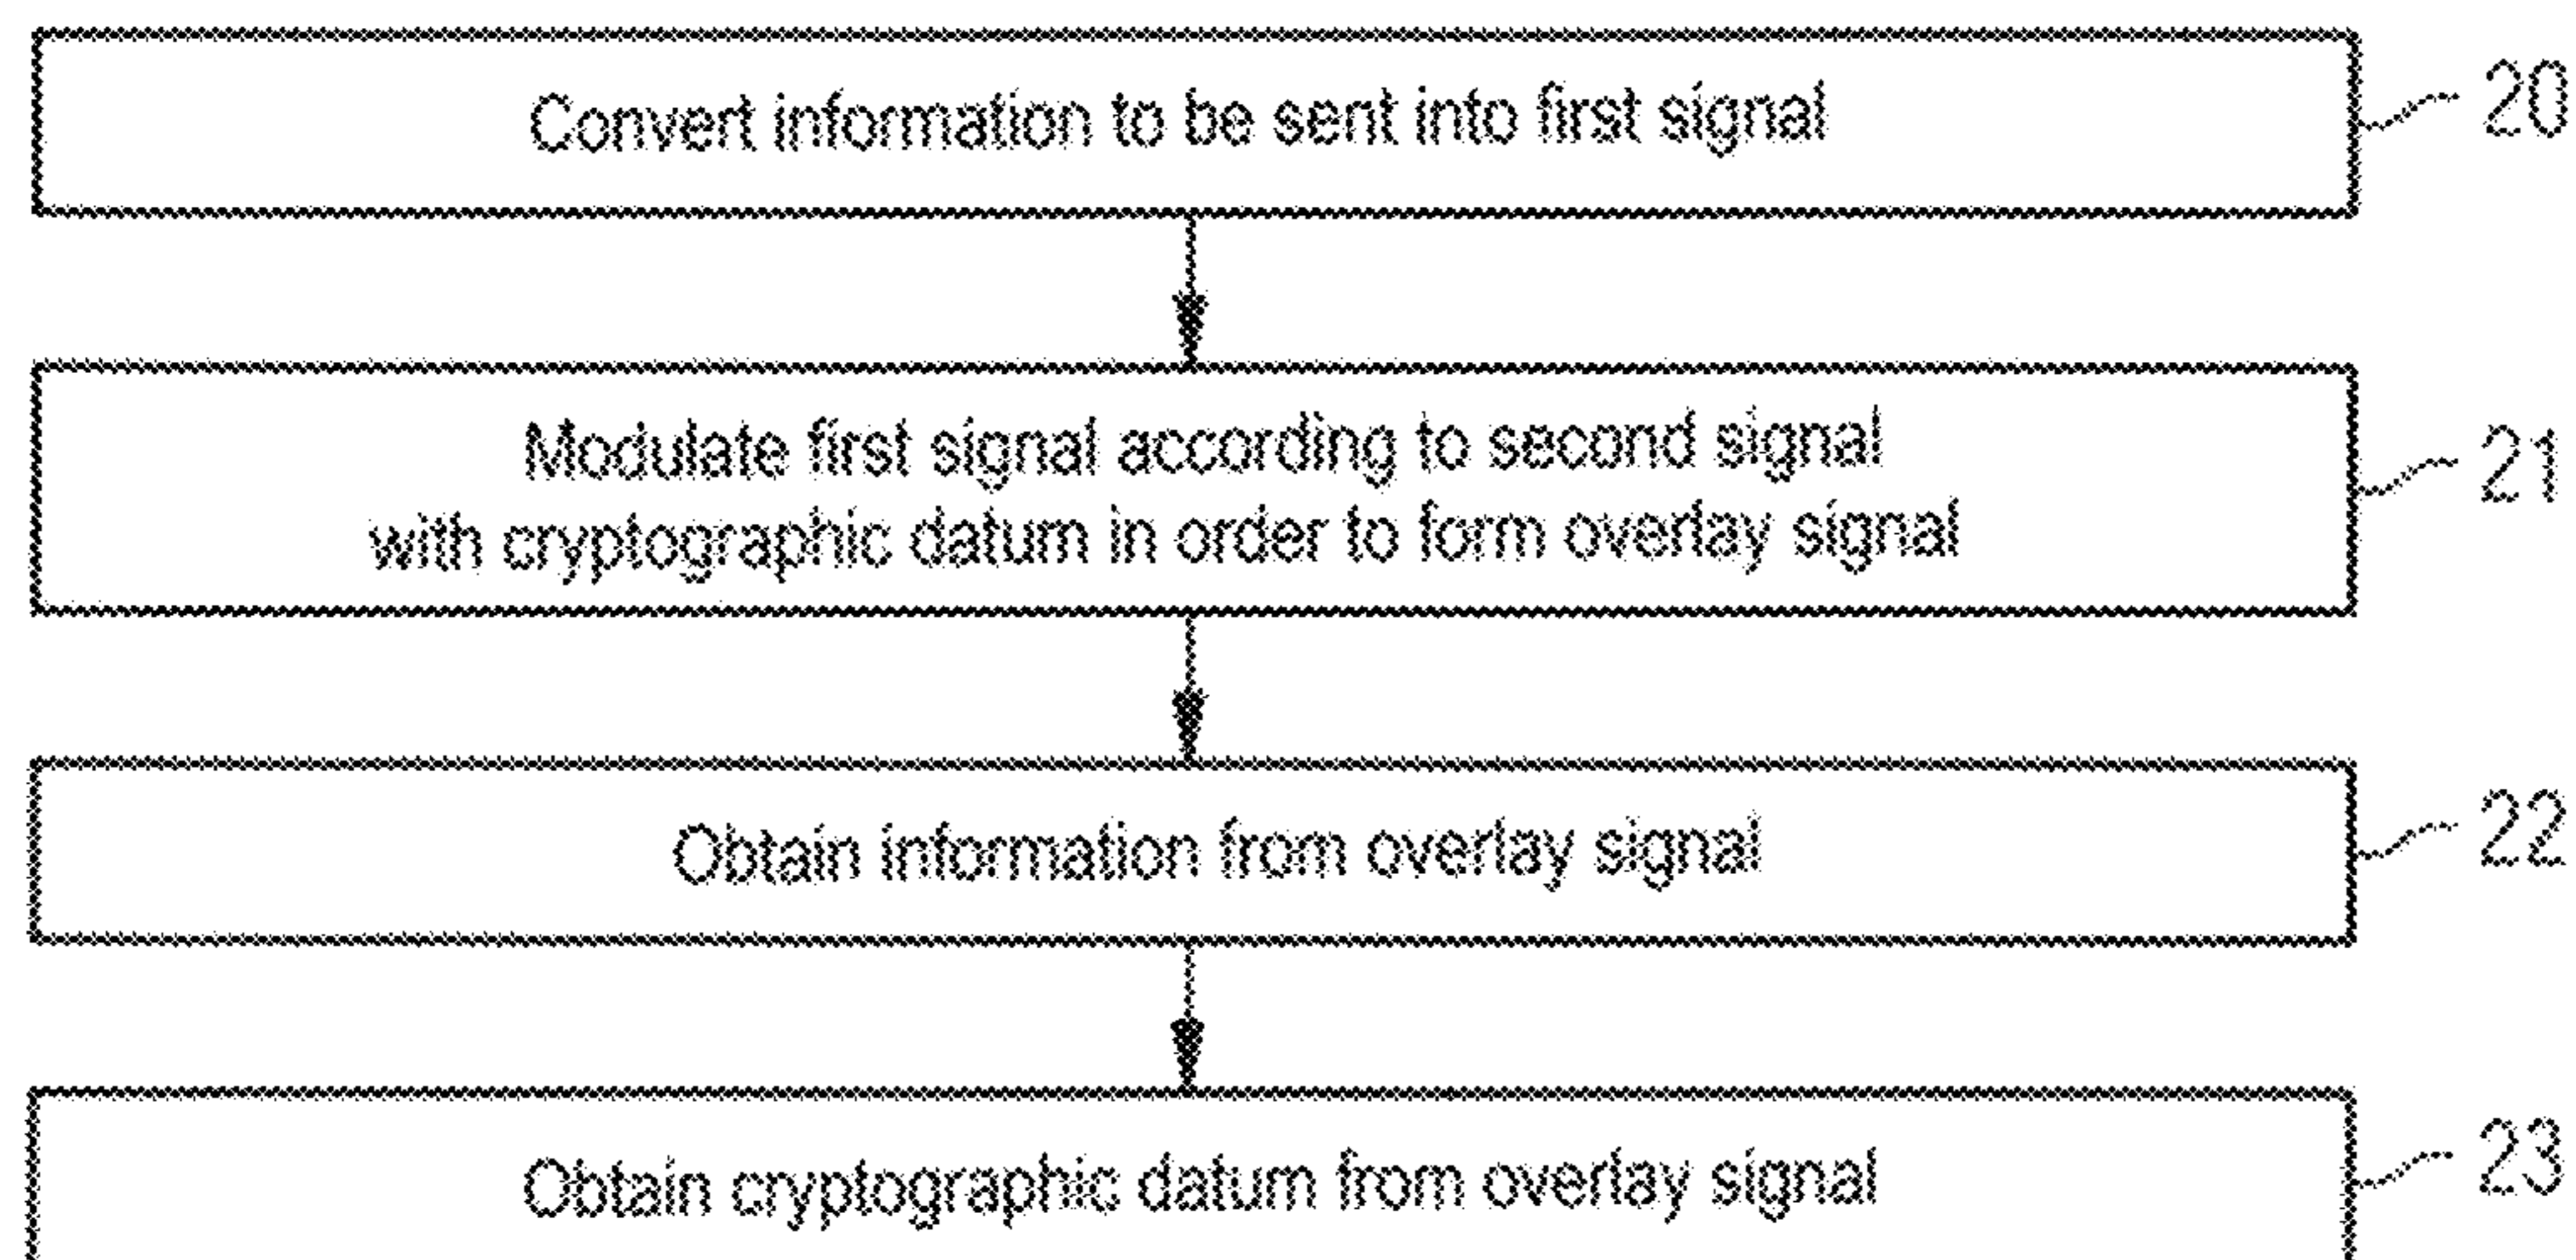 Convert information to be sent into first signal 20
Modulate first signal according to second signal
with cryptographic datum in order to form overlay signal
21
Obtain information from overlay signal 22
Obtain cryptographic datum from overlay signal 23